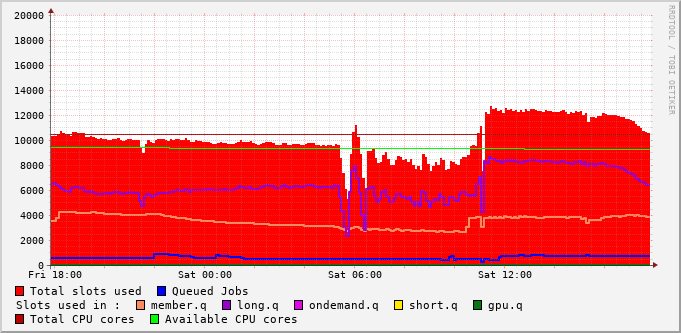 RRDTOOL / TOBI OETIKER
20000
18000
16000
14000
12000
10000
8000
6000
4000
2000
0
Fri 18:00 Sat 00:00 Sat 06:00 Sat 12:00
Total slots used Queued Jobs
Slots used in : member.q long.q ondemand.q short.q gpu.q
Total CPU cores Available CPU cores